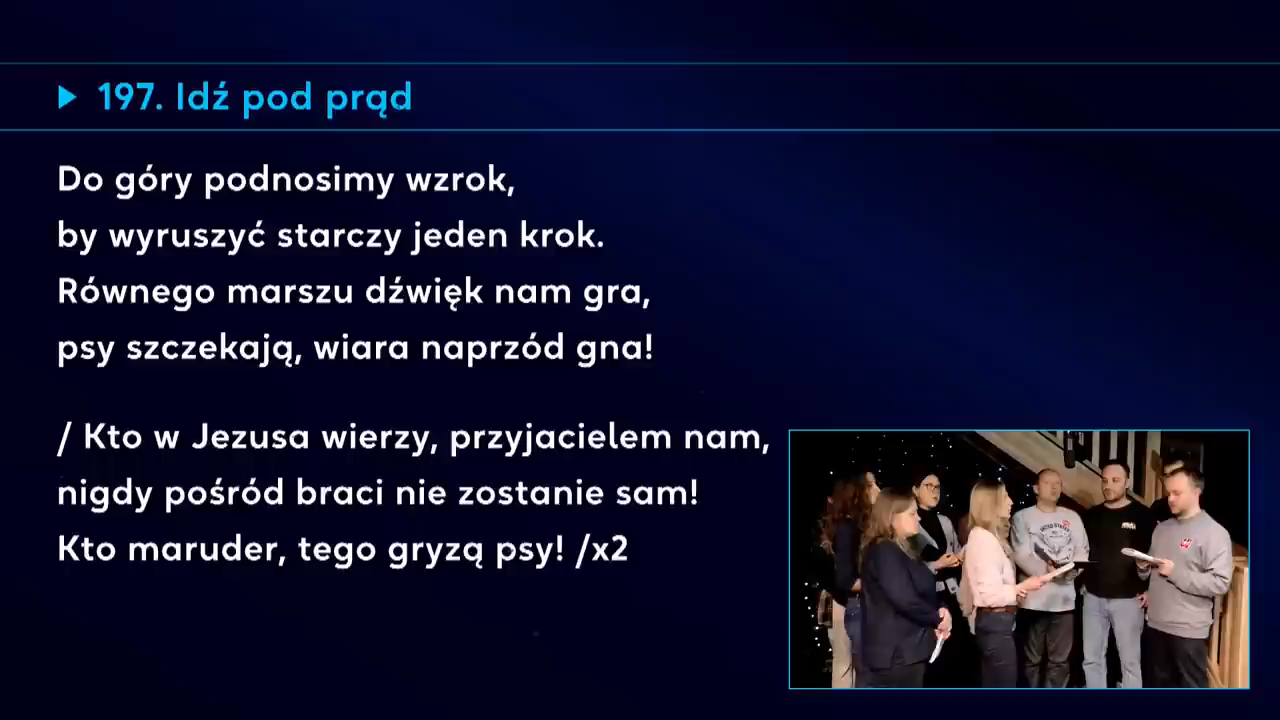 197. Idź pod prąd
Do góry podnosimy wzrok,
by wyruszyć starczy jeden krok.
Równego marszu dźwięk nam gra,
psy szczekają, wiara naprzód gna!
/ Kto w Jezusa wierzy, przyjacielem nam,
nigdy pośród braci nie zostanie sam!
Kto maruder, tego gryzą psy! /x2